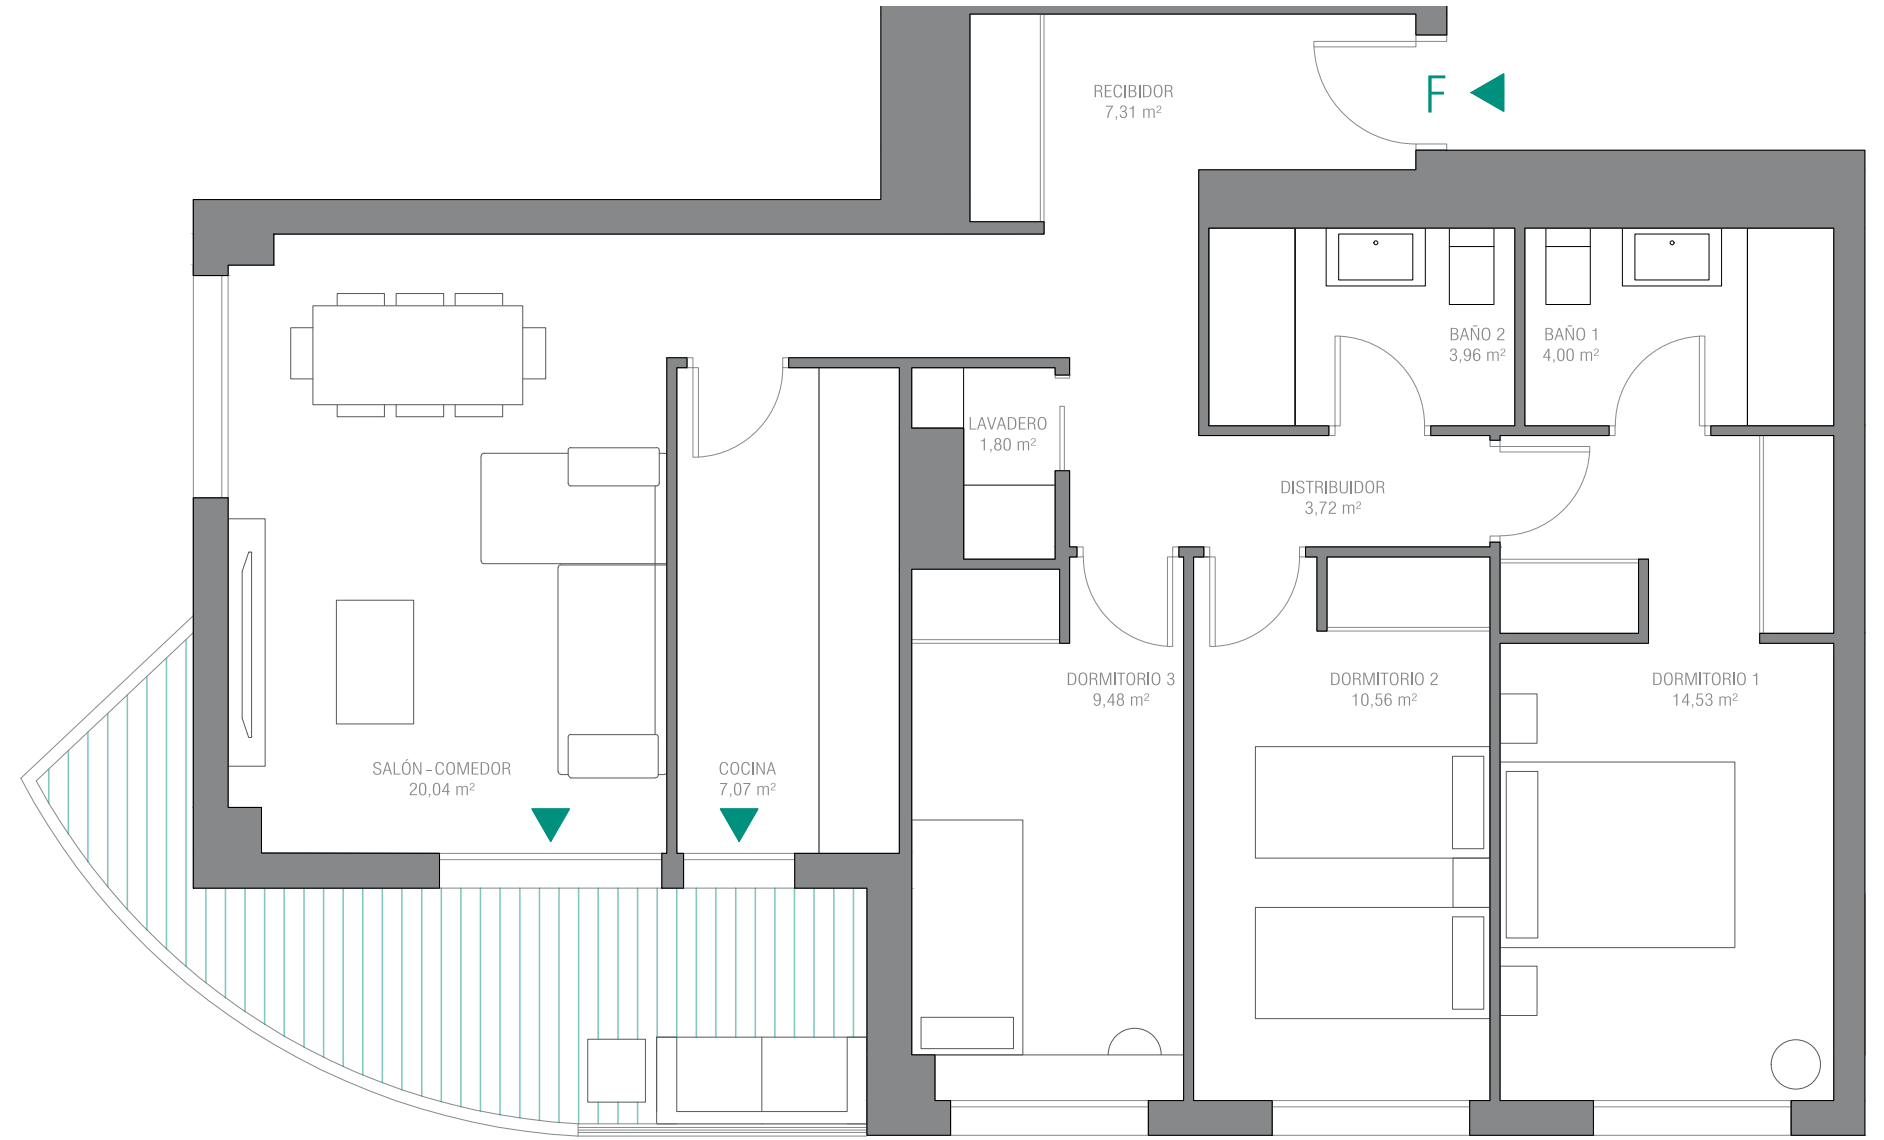 RECIBIDOR
7,31 m²
F
BAÑO 2
3,96 m²
BAÑO 1
4,00 m²
LAVADERO
1,80 m²
DISTRIBUIDOR
3,72 m²
DORMITORIO 3
9,48 m²
DORMITORIO 2
10,56 m²
DORMITORIO 1
14,53 m²
SALÓN-COMEDOR
20,04 m²
COCINA
7,07 m²